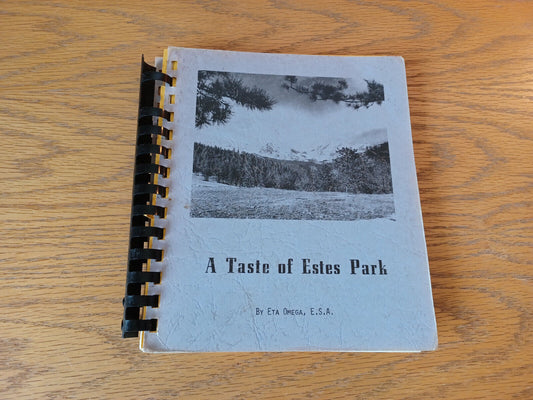 A Taste of Estes Park
By Eta Omega, E.S.A.